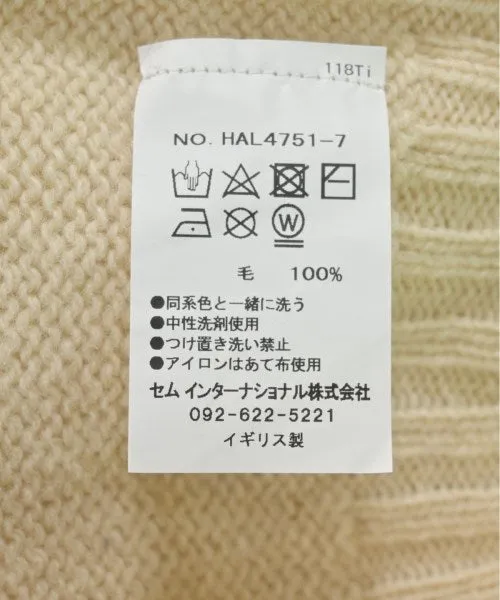 118Ti
NO. HAL4751-7
W
毛 100%
●同系色と一緒に洗う
●中性洗剤使用
●つけ置き洗い禁止
●アイロンはあて布使用
セム インターナショナル株式会社
092-622-5221
イギリス製